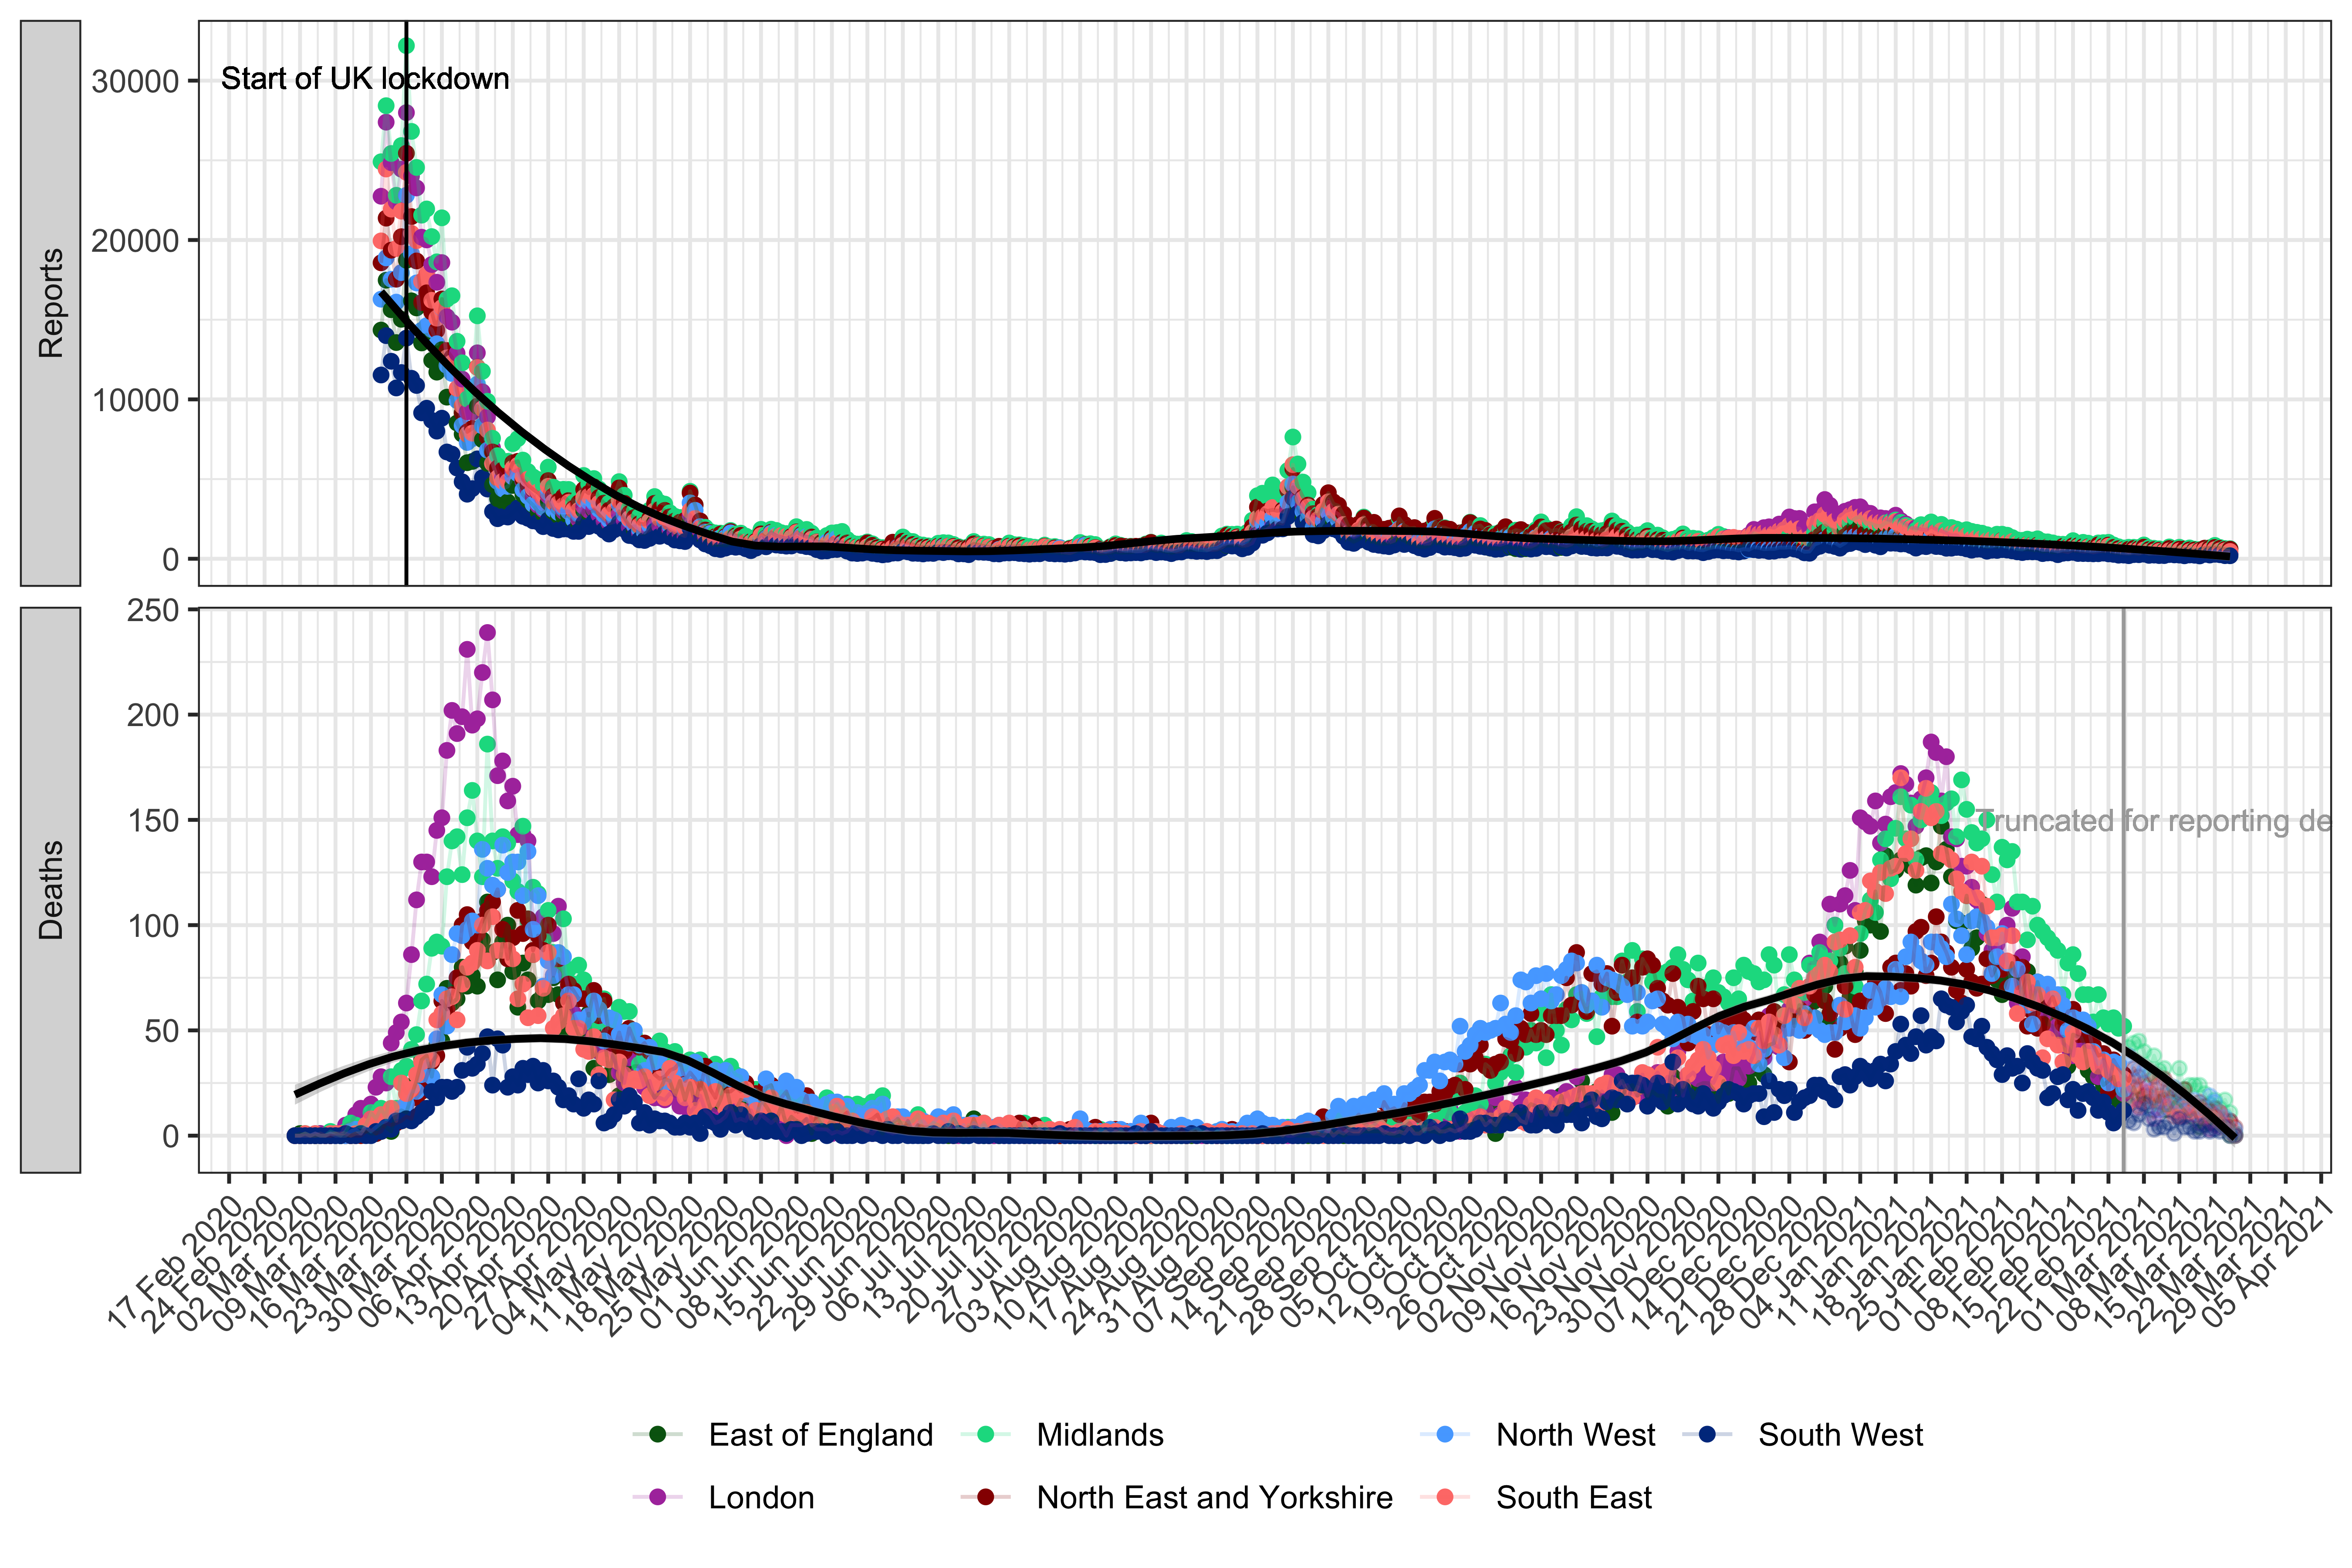 Reports
30000
20000
10000
0
Start of UK lockdown
Deaths
250
200
150
100
50
0
Truncated for reporting de
17 Feb 2020
24 Feb 2020
02 Mar 2020
09 Mar 2020
16 Mar 2020
23 Mar 2020
30 Mar 2020
06 Apr 2020
13 Apr 2020
20 Apr 2020
27 Apr 2020
04 May 2020
11 May 2020
18 May 2020
25 May 2020
01 Jun 2020
08 Jun 2020
15 Jun 2020
22 Jun 2020
29 Jun 2020
06 Jul 2020
13 Jul 2020
20 Jul 2020
27 Jul 2020
03 Aug 2020
10 Aug 2020
17 Aug 2020
24 Aug 2020
31 Aug 2020
07 Sep 2020
14 Sep 2020
21 Sep 2020
28 Sep 2020
05 Oct 2020
12 Oct 2020
19 Oct 2020
26 Oct 2020
02 Nov 2020
09 Nov 2020
16 Nov 2020
23 Nov 2020
30 Nov 2020
07 Dec 2020
14 Dec 2020
21 Dec 2020
28 Dec 2020
04 Jan 2021
11 Jan 2021
18 Jan 2021
25 Jan 2021
01 Feb 2021
08 Feb 2021
15 Feb 2021
22 Feb 2021
01 Mar 2021
08 Mar 2021
15 Mar 2021
22 Mar 2021
29 Mar 2021
05 Apr 2021
East of England
Midlands
North West
South West
London
North East and Yorkshire
South East